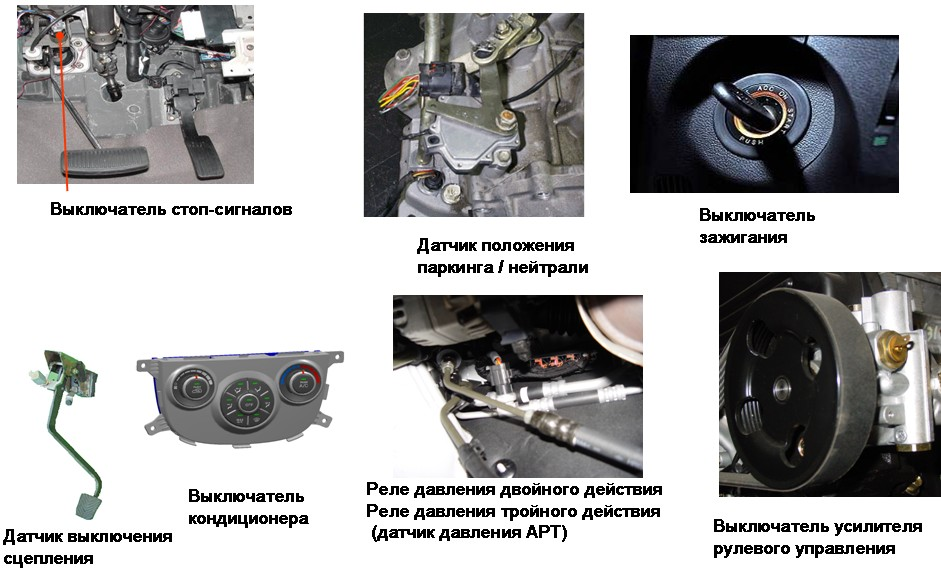 Выключатель стоп-сигналов
Датчик положения
паркинга / нейтрали
ACC ON START
PUSH
Выключатель
зажигания
Датчик выключения
сцепления
Выключатель
кондиционера
Реле давления двойного действия
Реле давления тройного действия
(датчик давления АРТ)
Выключатель усилителя
рулевого управления